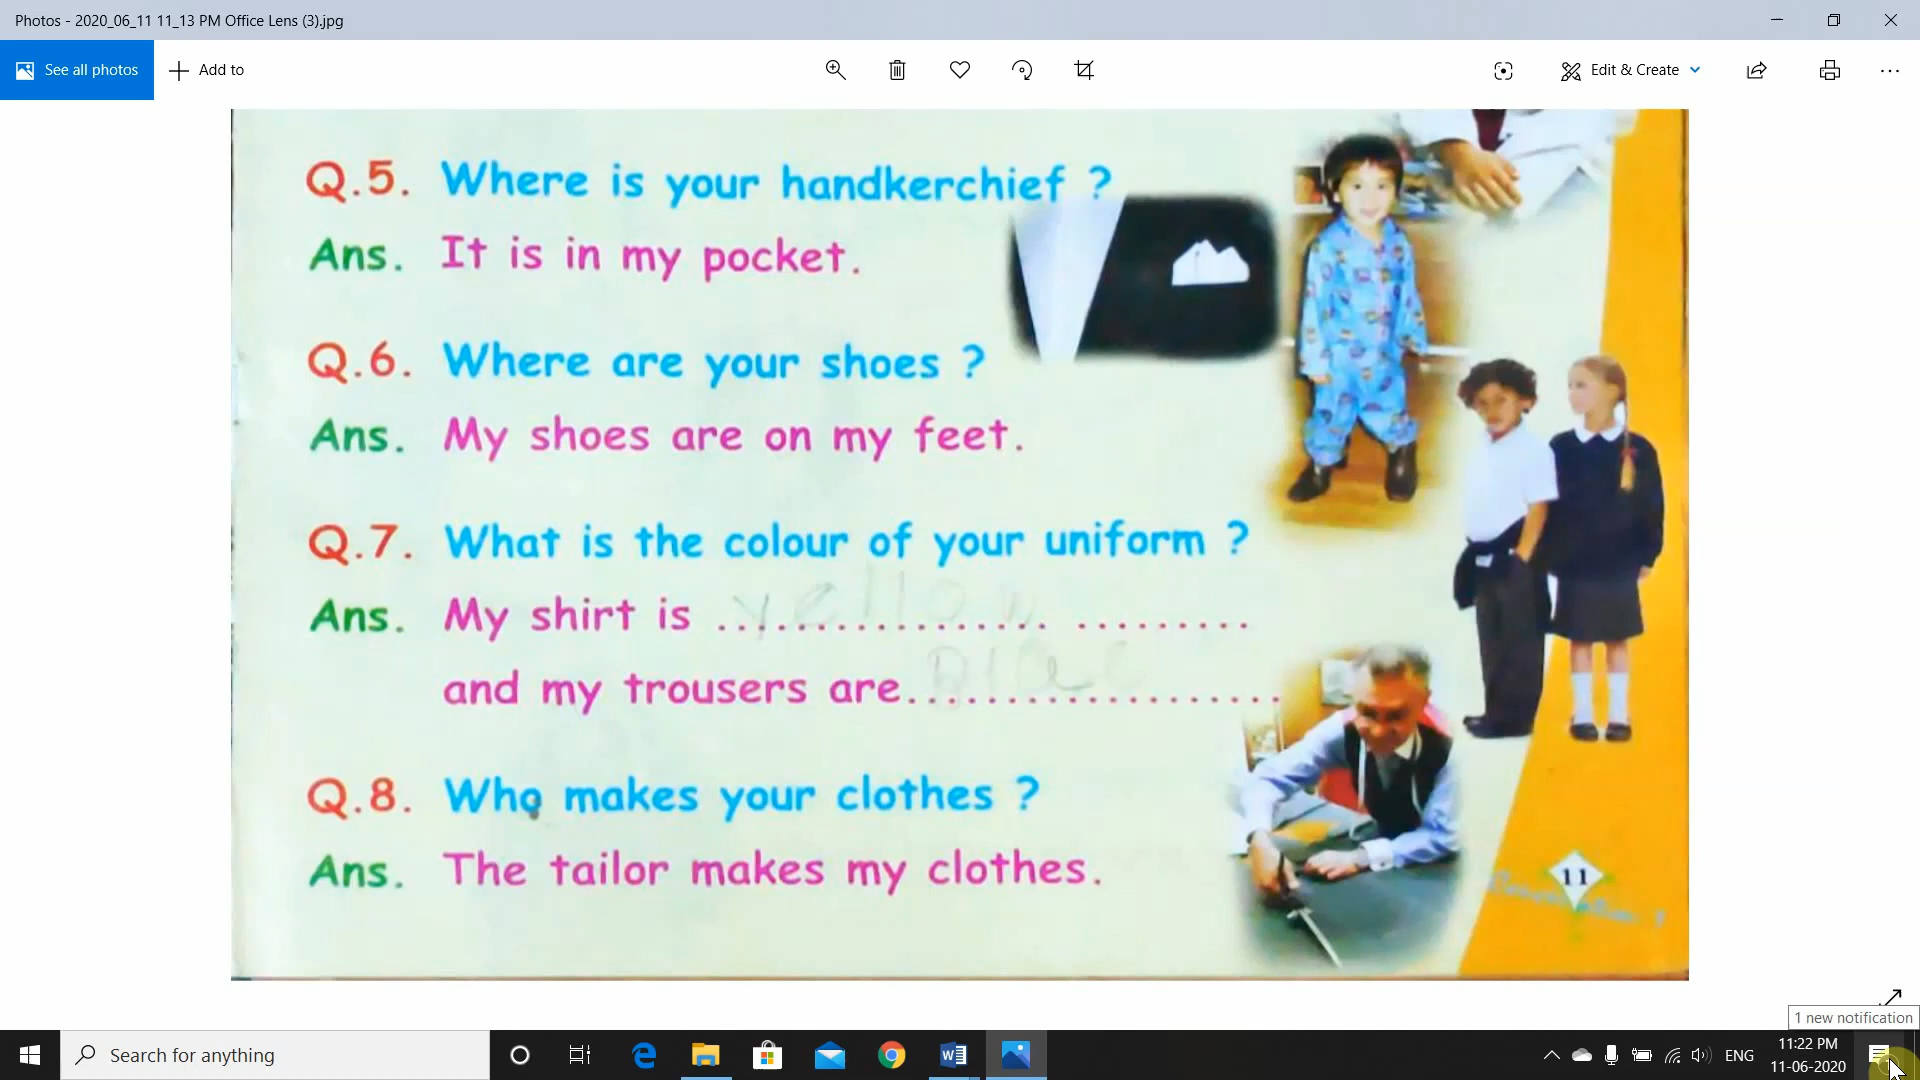 Photos - 2020_06_11 11_13 PM Office Lens (3).jpg
See all photos
Add to
Edit & Create
Q.5. Where is your handkerchief ?
Ans. It is in my pocket.
Q.6. Where are your shoes ?
Ans. My shoes are on my feet.
Q.7. What is the colour of your uniform ?
Ans. My shirt is yellow .........................
and my trousers are...................
Q.8. Who makes your clothes ?
Ans. The tailor makes my clothes.
11
1 new notification
Search for anything
ENG
11:22 PM
11-06-2020